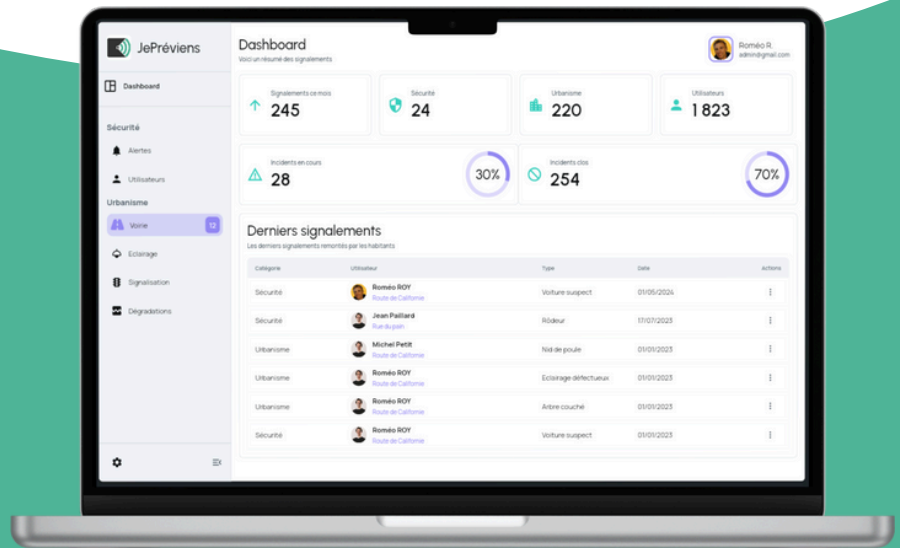 JePréviens
Dashboard
Sécurité
Alertes
Utilisateurs
Urbanisme
Voirie 12
Eclairage
Signalisation
Dégradations
Dashboard
Voici un résumé des signalements
Roméo R.
admin@gmail.com
Signalements ce mois
245
Sécurité
24
Urbanisme
220
Utilisateurs
1 823
Incidents en cours
28
30%
Incidents clos
254
70%
Derniers signalements
Les derniers signalements remontés par les habitants
Catégorie Utilisateur Type Date Actions
Sécurité Roméo ROY Voiture suspect 01/05/2024
Route de Californie
Sécurité Jean Paillard Rôdeur 17/07/2023
Rue du pain
Urbanisme Michel Petit Nid de poule 01/01/2023
Route de Californie
Urbanisme Roméo ROY Eclairage défectueux 01/01/2023
Route de Californie
Urbanisme Roméo ROY Arbre couché 01/01/2023
Route de Californie
Sécurité Roméo ROY Voiture suspect 01/01/2023
Route de Californie